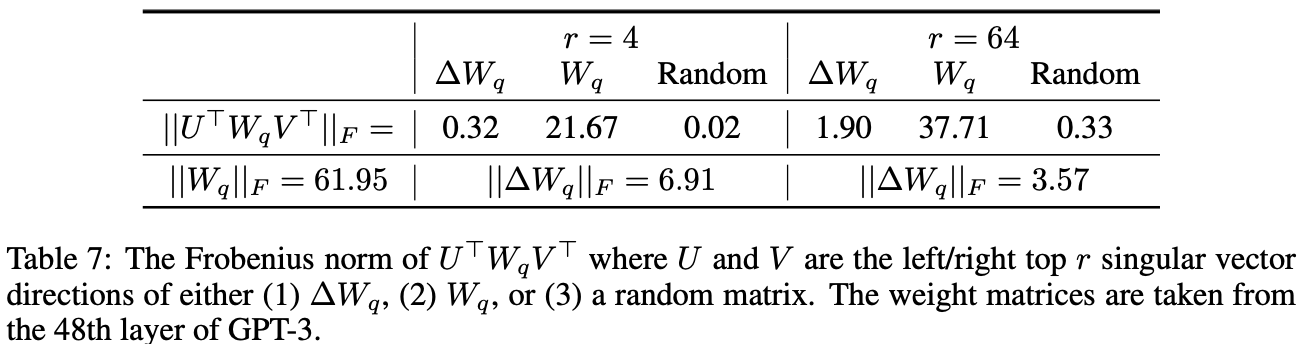 r = 4 r = 64
ΔW_q W_q Random ΔW_q W_q Random
||U^⊤W_qV^⊤||_F = 0.32 21.67 0.02 1.90 37.71 0.33
||W_q||_F = 61.95 ||ΔW_q||_F = 6.91 ||ΔW_q||_F = 3.57
Table 7: The Frobenius norm of U^⊤W_qV^⊤ where U and V are the left/right top r singular vector
directions of either (1) ΔW_q, (2) W_q, or (3) a random matrix. The weight matrices are taken from
the 48th layer of GPT-3.